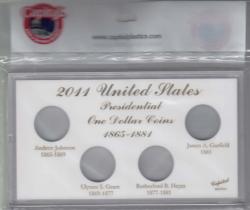 Capital
www.capitalplastics.com
2011 United States
Presidential
One Dollar Coins
1865-1881
Andrew Johnson
1865-1869
James A. Garfield
1881
Ulysses S. Grant
1869-1877
Rutherford B. Hayes
1877-1881
Capital